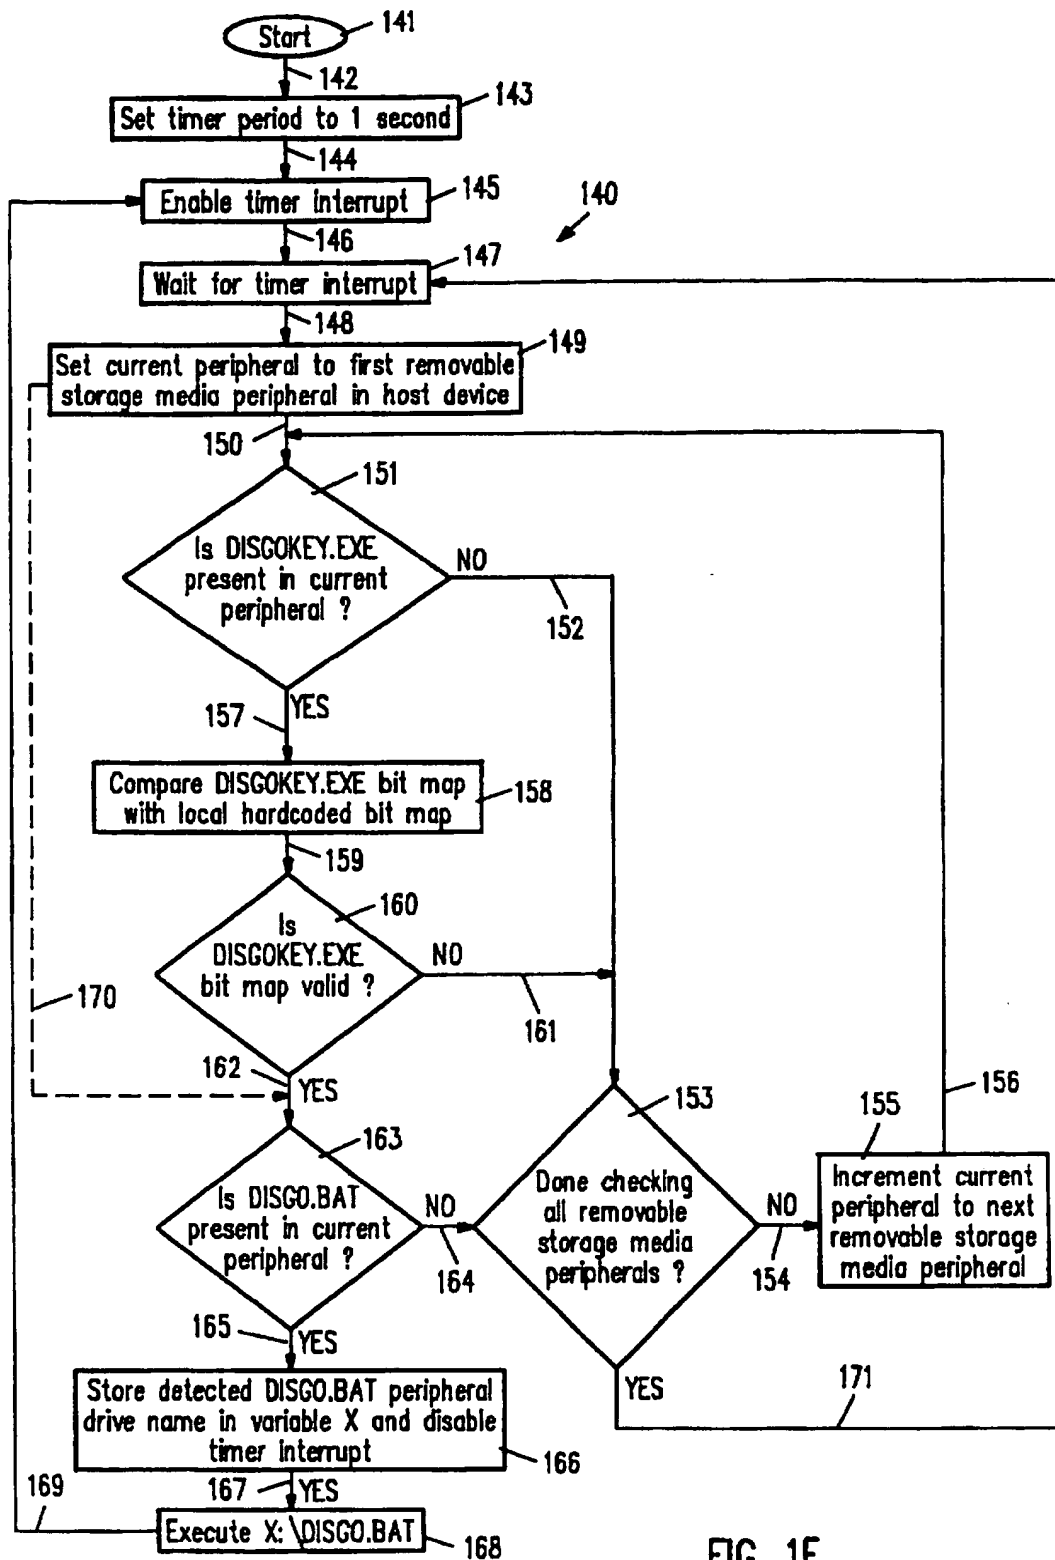 Start
141
142
Set timer period to 1 second
143
144
Enable timer interrupt
145
140
146
Wait for timer interrupt
147
148
Set current peripheral to first removable
storage media peripheral in host device
149
150
151
Is DISGOKEY.EXE
present in current
peripheral ?
NO
152
YES
157
Compare DISGOKEY.EXE bit map
with local hardcoded bit map
158
159
160
Is
DISGOKEY.EXE
bit map valid ?
NO
161
170
162
YES
163
Is DISGO.BAT
present in current
peripheral ?
NO
164
153
Done checking
all removable
storage media
peripherals ?
NO
154
155
156
Increment current
peripheral to next
removable storage
media peripheral
165
YES
YES
171
Store detected DISGO.BAT peripheral
drive name in variable X and disable
timer interrupt
166
167
YES
169
Execute X: \DISGO.BAT
168